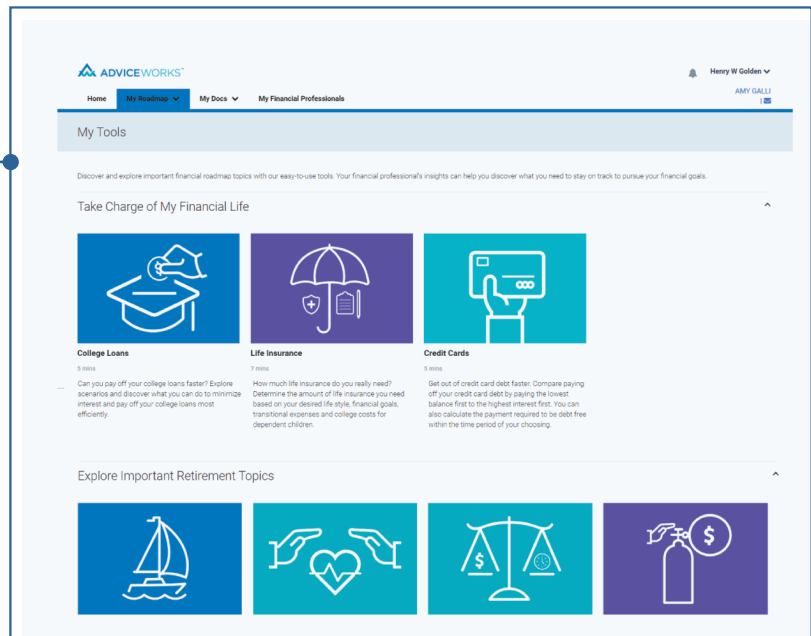 ADVICEWORKS
Henry W Golden
Home My Roadmap My Docs My Financial Professionals
AMY GALLI
|
My Tools
Discover and explore important financial roadmap topics with our easy-to-use tools. Your financial professional's insights can help you discover what you need to stay on track to pursue your financial goals.
Take Charge of My Financial Life
$
College Loans
5 mins
Can you pay off your college loans faster? Explore
scenarios and discover what you can do to minimize
interest and pay off your college loans most
efficiently.
Life Insurance
7 mins
How much life insurance do you really need?
Determine the amount of life insurance you need
based on your desired life style, financial goals,
transitional expenses and college costs for
dependent children.
Credit Cards
5 mins
Get out of credit card debt faster. Compare paying
off your credit card debt by paying the lowest
balance first to the highest interest first. You can
also calculate the payment required to be debt free
within the time period of your choosing.
Explore Important Retirement Topics
$
$